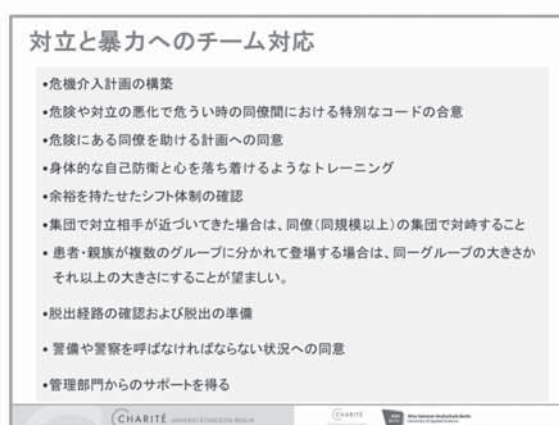 対立と暴力へのチーム対応
•危機介入計画の構築
•危険や対立の悪化で危うい時の同僚間における特別なコードの合意
•危険にある同僚を助ける計画への同意
•身体的な自己防衛と心を落ち着けるようなトレーニング
•余裕を持たせたシフト体制の確認
•集団で対立相手が近づいてきた場合は、同僚(同規模以上)の集団で対峙すること
•患者・親族が複数のグループに分かれて登場する場合は、同一グループの大きさか
それ以上の大きさにすることが望ましい。
•脱出経路の確認および脱出の準備
•警備や警察を呼ばなければならない状況への同意
•管理部門からのサポートを得る
CHARITÉ UNIVERSITÄTSMEDIZIN BERLIN
CHARITÉ
Alice Salomon Hochschule Berlin
University of Applied Sciences